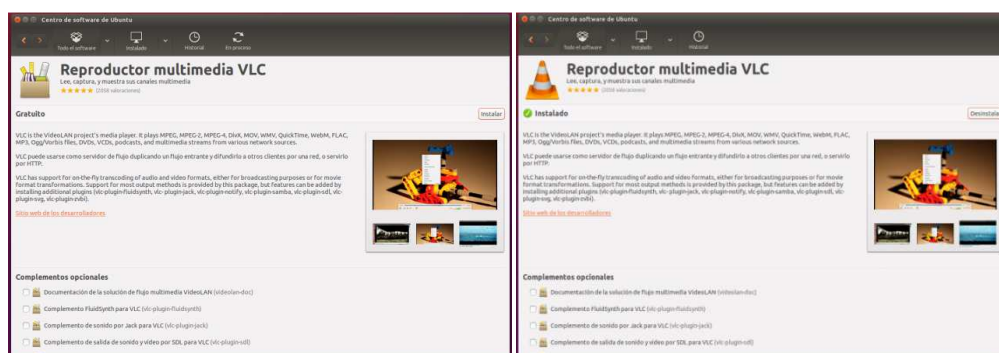 Centro de software de Ubuntu
Todo el software
Instalado
Historial
En proceso
Reproductor multimedia VLC
Lee, captura, y muestra sus canales multimedia
(2058 valoraciones)
Gratuito
Instalar
VLC is the VideoLAN project's media player. It plays MPEG, MPEG-2, MPEG-4, DivX, MOV, WMV, QuickTime, WebM, FLAC,
MP3, Ogg/Vorbis files, DVDs, VCDs, podcasts, and multimedia streams from various network sources.
VLC puede usarse como servidor de flujo duplicando un flujo entrante y difundirlo a otros clientes por una red, o servirlo
por HTTP.
VLC has support for on-the-fly transcoding of audio and video formats, either for broadcasting purposes or for movie
format transformations. Support for most output methods is provided by this package, but features can be added by
installing additional plugins (vlc-plugin-fluidsynth, vlc-plugin-jack, vlc-plugin-notify, vlc-plugin-samba, vlc-plugin-sdl, vlc-
plugin-svg, vlc-plugin-zvbi).
Sitio web de los desarrolladores
Complementos opcionales
Documentación de la solución de flujo multimedia VideoLAN (videolan-doc)
Complemento FluidSynth para VLC (vlc-plugin-fluidsynth)
Complemento de sonido por Jack para VLC (vlc-plugin-jack)
Complemento de salida de sonido y vídeo por SDL para VLC (vlc-plugin-sdl)
Centro de software de Ubuntu
Todo el software
Instalado
Historial
Reproductor multimedia VLC
Lee, captura, y muestra sus canales multimedia
(2058 valoraciones)
Instalado
Desinstala
VLC is the VideoLAN project's media player. It plays MPEG, MPEG-2, MPEG-4, DivX, MOV, WMV, QuickTime, WebM, FLAC,
MP3, Ogg/Vorbis files, DVDs, VCDs, podcasts, and multimedia streams from various network sources.
VLC puede usarse como servidor de flujo duplicando un flujo entrante y difundirlo a otros clientes por una red, o servirlo
por HTTP.
VLC has support for on-the-fly transcoding of audio and video formats, either for broadcasting purposes or for movie
format transformations. Support for most output methods is provided by this package, but features can be added by
installing additional plugins (vlc-plugin-fluidsynth, vlc-plugin-jack, vlc-plugin-notify, vlc-plugin-samba, vlc-plugin-sdl, vlc-
plugin-svg, vlc-plugin-zvbi).
Sitio web de los desarrolladores
Complementos opcionales
Documentación de la solución de flujo multimedia VideoLAN (videolan-doc)
Complemento FluidSynth para VLC (vlc-plugin-fluidsynth)
Complemento de sonido por Jack para VLC (vlc-plugin-jack)
Complemento de salida de sonido y vídeo por SDL para VLC (vlc-plugin-sdl)